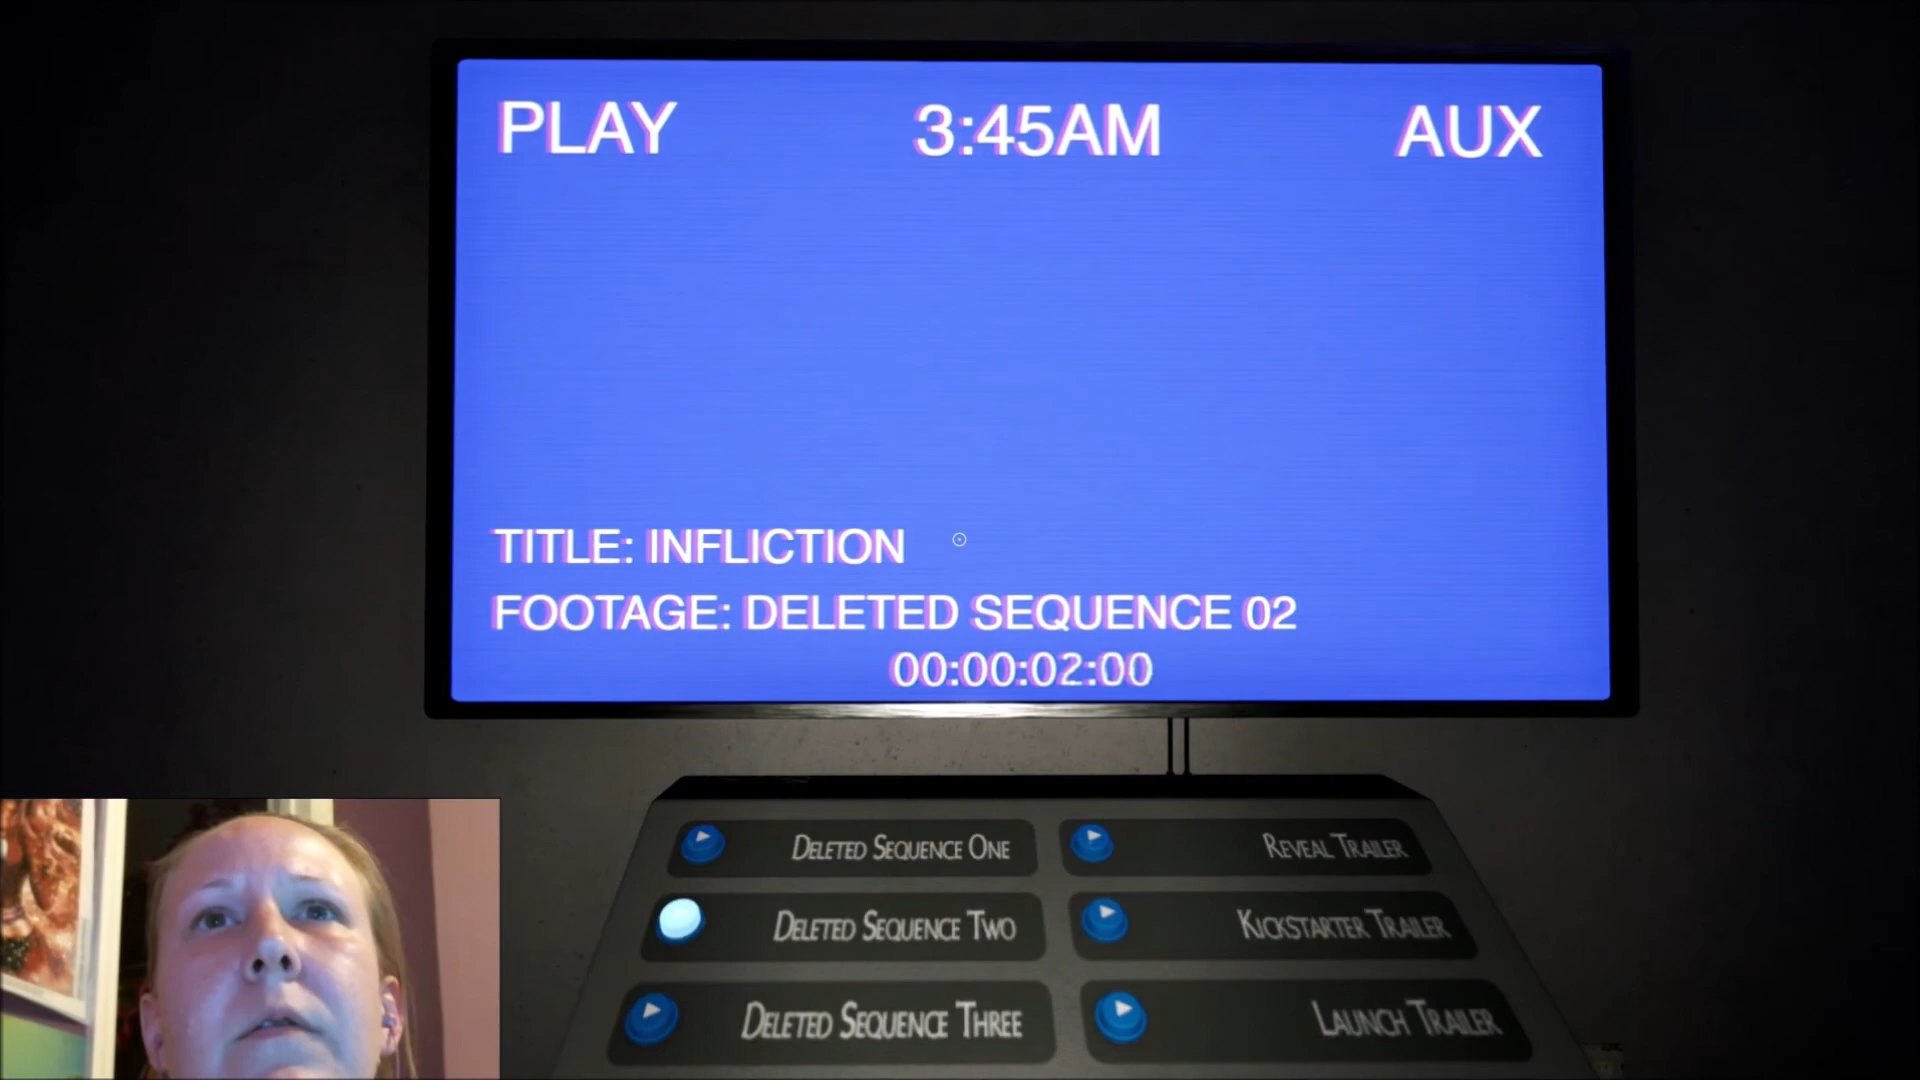 PLAY 3:45AM AUX
TITLE: INFLICTION
FOOTAGE: DELETED SEQUENCE 02
00:00:02:00
DELETED SEQUENCE ONE REVEAL TRAILER
DELETED SEQUENCE TWO KICKSTARTER TRAILER
DELETED SEQUENCE THREE LAUNCH TRAILER